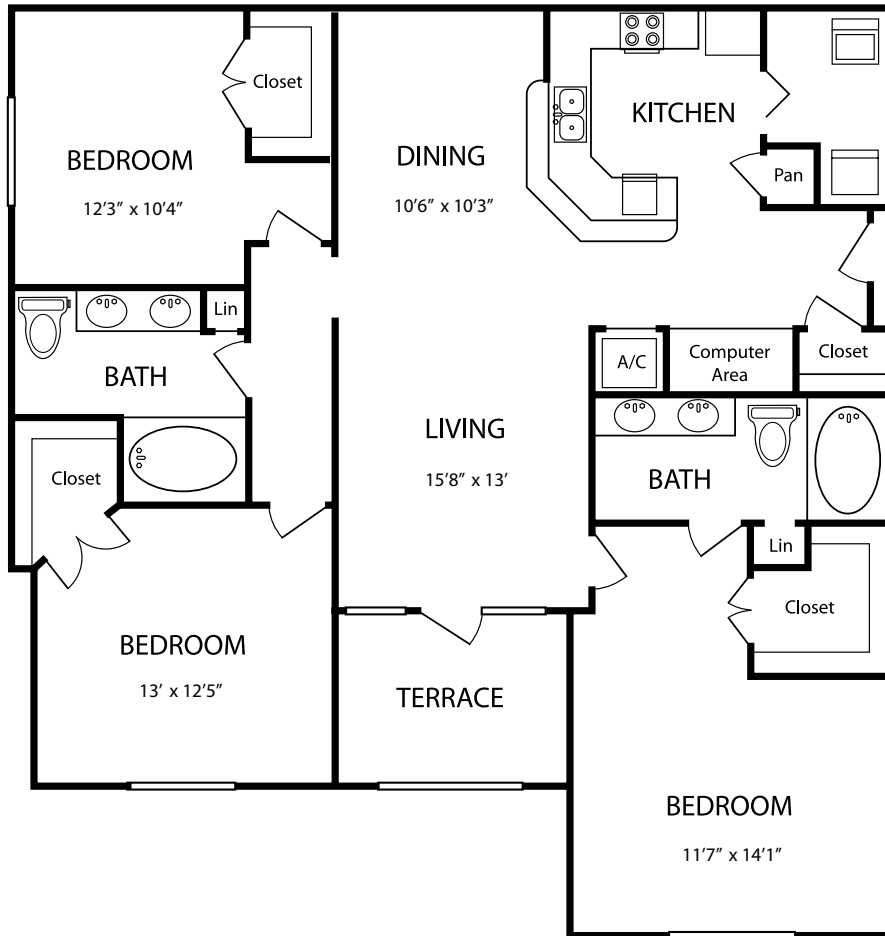 Closet
BEDROOM
12'3” x 10'4”
DINING
10'6” x 10'3”
KITCHEN
Pan
Lin
BATH
A/C
Computer
Area
Closet
LIVING
15'8” x 13'
Closet
BATH
Lin
Closet
BEDROOM
13' x 12'5”
TERRACE
BEDROOM
11'7” x 14'1”